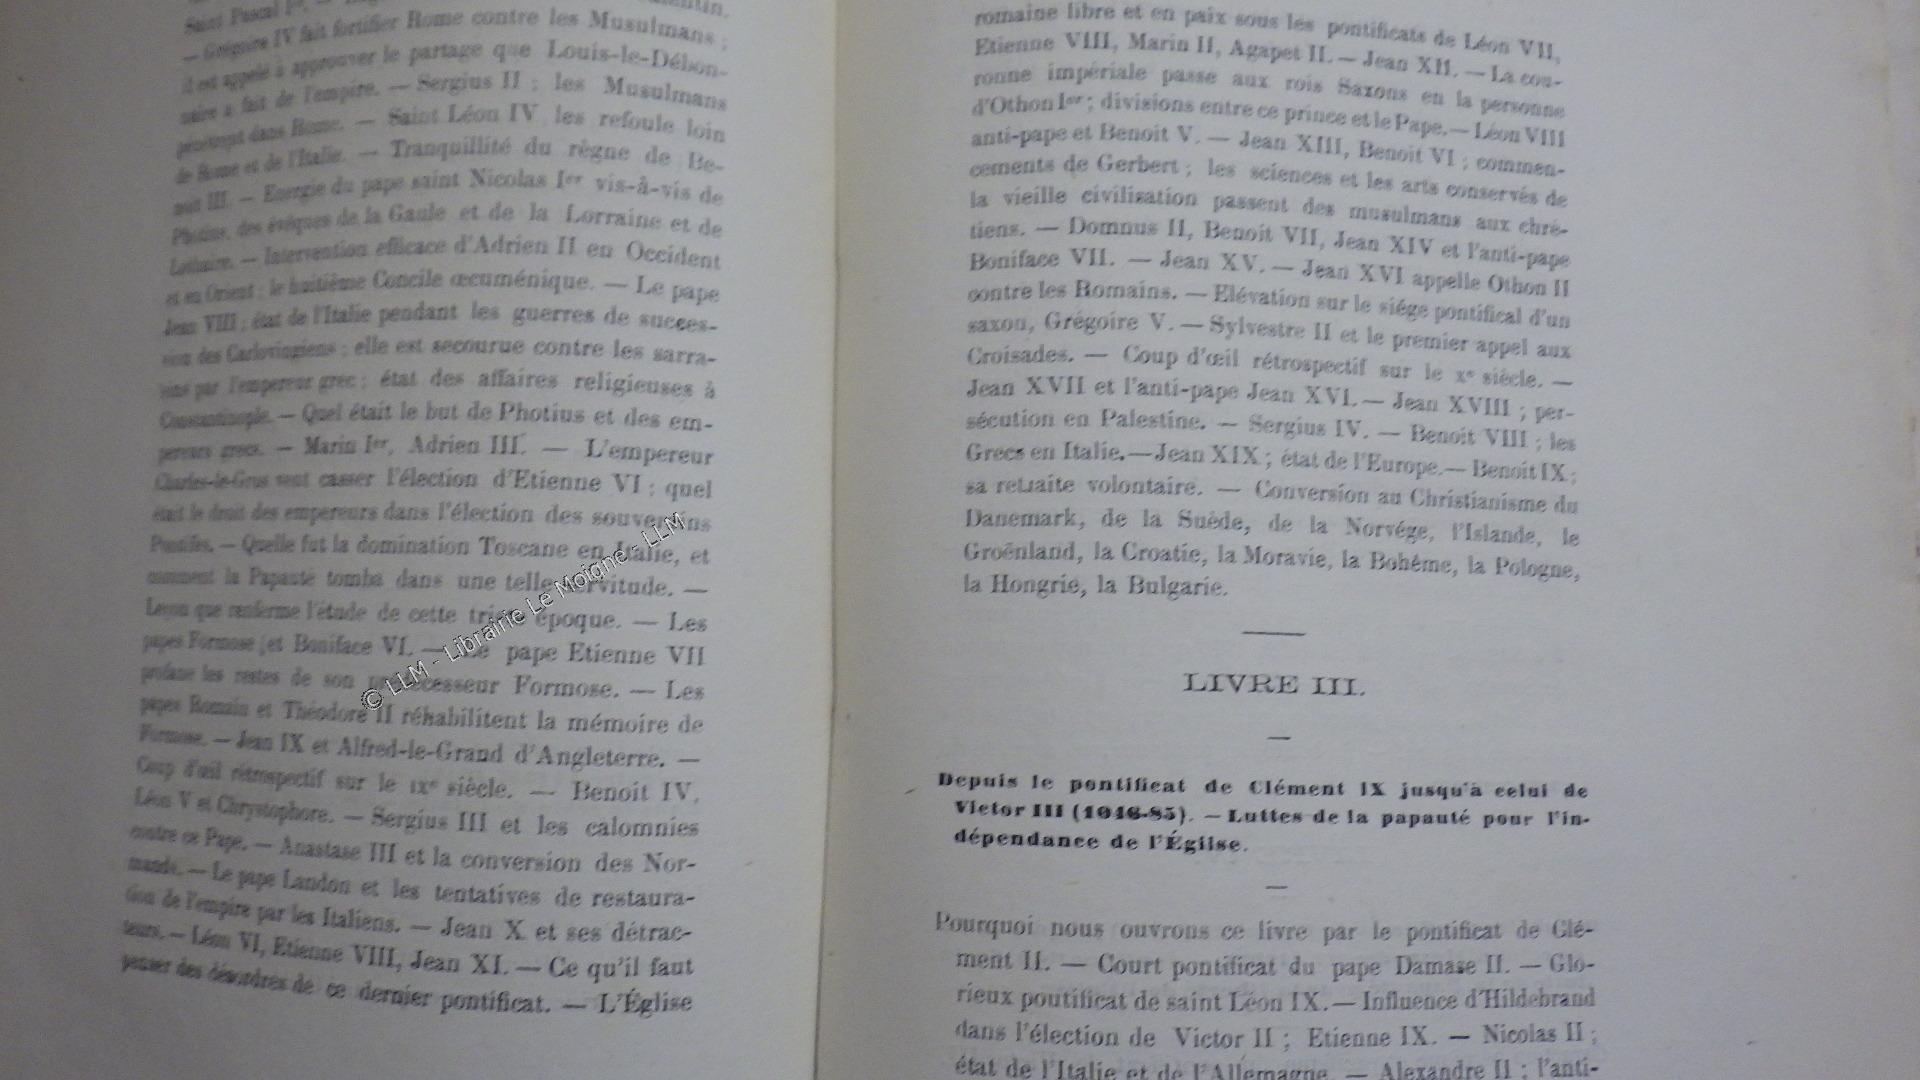 Saint Pascal Ier. —
— Grégoire IV fait fortifier Rome contre les Musulmans ;
il est appelé à approuver le partage que Louis-le-Débon-
naire a fait de l'empire. — Sergius II ; les Musulmans
pénètrent dans Rome. — Saint Léon IV les refoule loin
de Rome et de l'Italie. — Tranquillité du règne de Be-
noit III. — Energie du pape saint Nicolas Ier vis-à-vis de
Photius, des évêques de la Gaule et de la Lorraine et de
Lothaire. — Intervention efficace d'Adrien II en Occident
et en Orient ; le huitième Concile œcuménique. — Le pape
Jean VIII ; état de l'Italie pendant les guerres de succes-
sion des Carlovingiens ; elle est secourue contre les sarra-
sins par l'empereur grec ; état des affaires religieuses à
Constantinople. — Quel était le but de Photius et des em-
pereurs grecs. — Marin Ier, Adrien III. — L'empereur
Charles-le-Gros veut casser l'élection d'Etienne VI ; quel
était le droit des empereurs dans l'élection des souverains
Pontifes. — Quelle fut la domination Toscane en Italie, et
comment la Papauté tomba dans une telle servitude. —
Leçon que renferme l'étude de cette triste époque. — Les
papes Formose et Boniface VI. — Le pape Etienne VII
profane les restes de son prédécesseur Formose. — Les
papes Romain et Théodore II réhabilitent la mémoire de
Formose. — Jean IX et Alfred-le-Grand d'Angleterre. —
Coup d'œil rétrospectif sur le IXe siècle. — Benoit IV,
Léon V et Chrystophore. — Sergius III et les calomnies
contre ce Pape. — Anastase III et la conversion des Nor-
mands. — Le pape Landon et les tentatives de restaura-
tion de l'empire par les Italiens. — Jean X et ses détrac-
teurs. — Léon VI, Etienne VIII, Jean XI. — Ce qu'il faut
penser des désordres de ce dernier pontificat. — L'Église
© LLM - Librairie Le Moigne - LLM
romaine libre et en paix sous les pontificats de Léon VII,
Etienne VIII, Marin II, Agapet II. — Jean XII. — La cou-
ronne impériale passe aux rois Saxons en la personne
d'Othon Ier ; divisions entre ce prince et le Pape. — Léon VIII
anti-pape et Benoit V. — Jean XIII, Benoit VI ; commen-
cements de Gerbert ; les sciences et les arts conservés de
la vieille civilisation passent des musulmans aux chré-
tiens. — Domnus II, Benoit VII, Jean XIV et l'anti-pape
Boniface VII. — Jean XV. — Jean XVI appelle Othon II
contre les Romains. — Elévation sur le siége pontifical d'un
saxon, Grégoire V. — Sylvestre II et le premier appel aux
Croisades. — Coup d'œil rétrospectif sur le Xe siècle. —
Jean XVII et l'anti-pape Jean XVI. — Jean XVIII ; per-
sécution en Palestine. — Sergius IV. — Benoit VIII ; les
Grecs en Italie. — Jean XIX ; état de l'Europe. — Benoit IX ;
sa retraite volontaire. — Conversion au Christianisme du
Danemark, de la Suède, de la Norvége, l'Islande, le
Groënland, la Croatie, la Moravie, la Bohême, la Pologne,
la Hongrie, la Bulgarie.
LIVRE III.
Depuis le pontificat de Clément IX jusqu'à celui de
Victor III (1046-85). — Luttes de la papauté pour l'in-
dépendance de l'Église.
Pourquoi nous ouvrons ce livre par le pontificat de Clé-
ment II. — Court pontificat du pape Damase II. — Glo-
rieux poutificat de saint Léon IX. — Influence d'Hildebrand
dans l'élection de Victor II ; Etienne IX. — Nicolas II ;
état de l'Italie et de l'Allemagne. — Alexandre II ; l'anti-